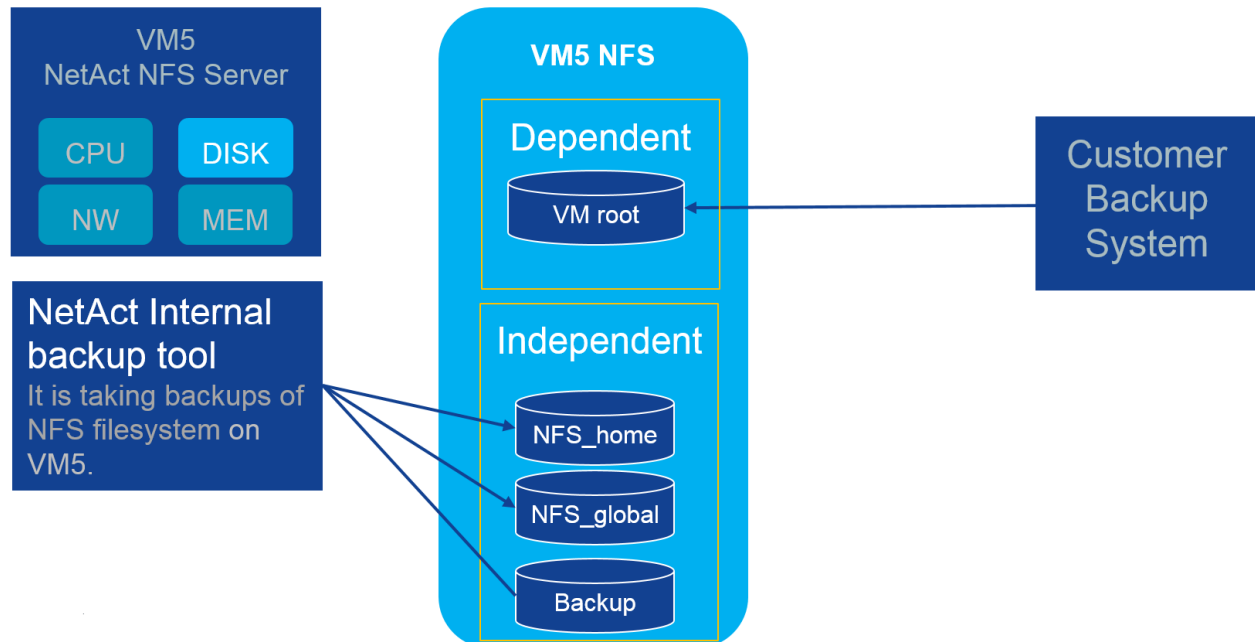 VM5
NetAct NFS Server
CPU
DISK
NW
MEM
NetAct Internal
backup tool
It is taking backups of
NFS filesystem on
VM5.
VM5 NFS
Dependent
VM root
Independent
NFS_home
NFS_global
Backup
Customer
Backup
System